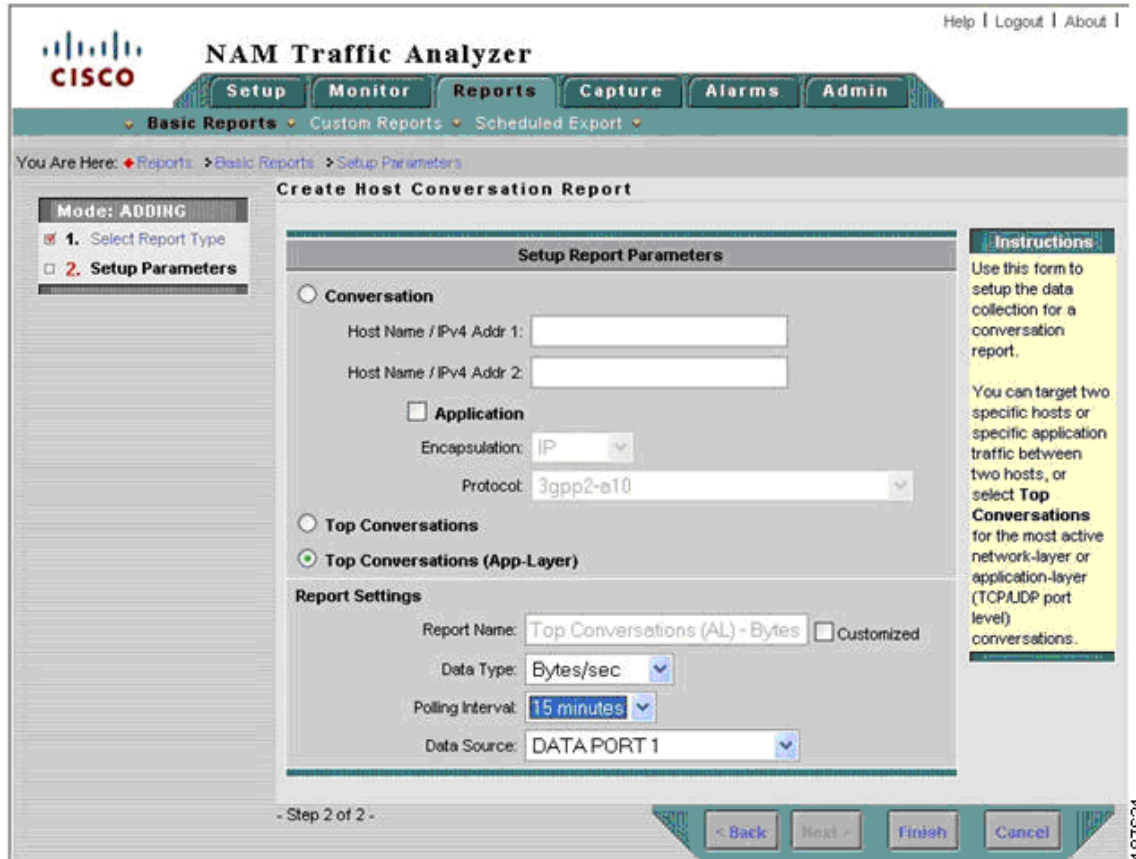 Help | Logout | About |
CISCO
NAM Traffic Analyzer
Setup Monitor Reports Capture Alarms Admin
Basic Reports Custom Reports Scheduled Export
You Are Here: Reports > Basic Reports > Setup Parameters
Create Host Conversation Report
Mode: ADDING
1. Select Report Type
2. Setup Parameters
Setup Report Parameters
Conversation
Host Name / IPv4 Addr 1:
Host Name / IPv4 Addr 2:
Application
Encapsulation: IP
Protocol: 3gpp2-a10
Top Conversations
Top Conversations (App-Layer)
Report Settings
Report Name: Top Conversations (AL) - Bytes Customized
Data Type: Bytes/sec
Polling Interval: 15 minutes
Data Source: DATA PORT 1
Instructions
Use this form to
setup the data
collection for a
conversation
report.
You can target two
specific hosts or
specific application
traffic between
two hosts, or
select Top
Conversations
for the most active
network-layer or
application-layer
(TCP/UDP port
level)
conversations.
- Step 2 of 2 -
< Back Next > Finish Cancel